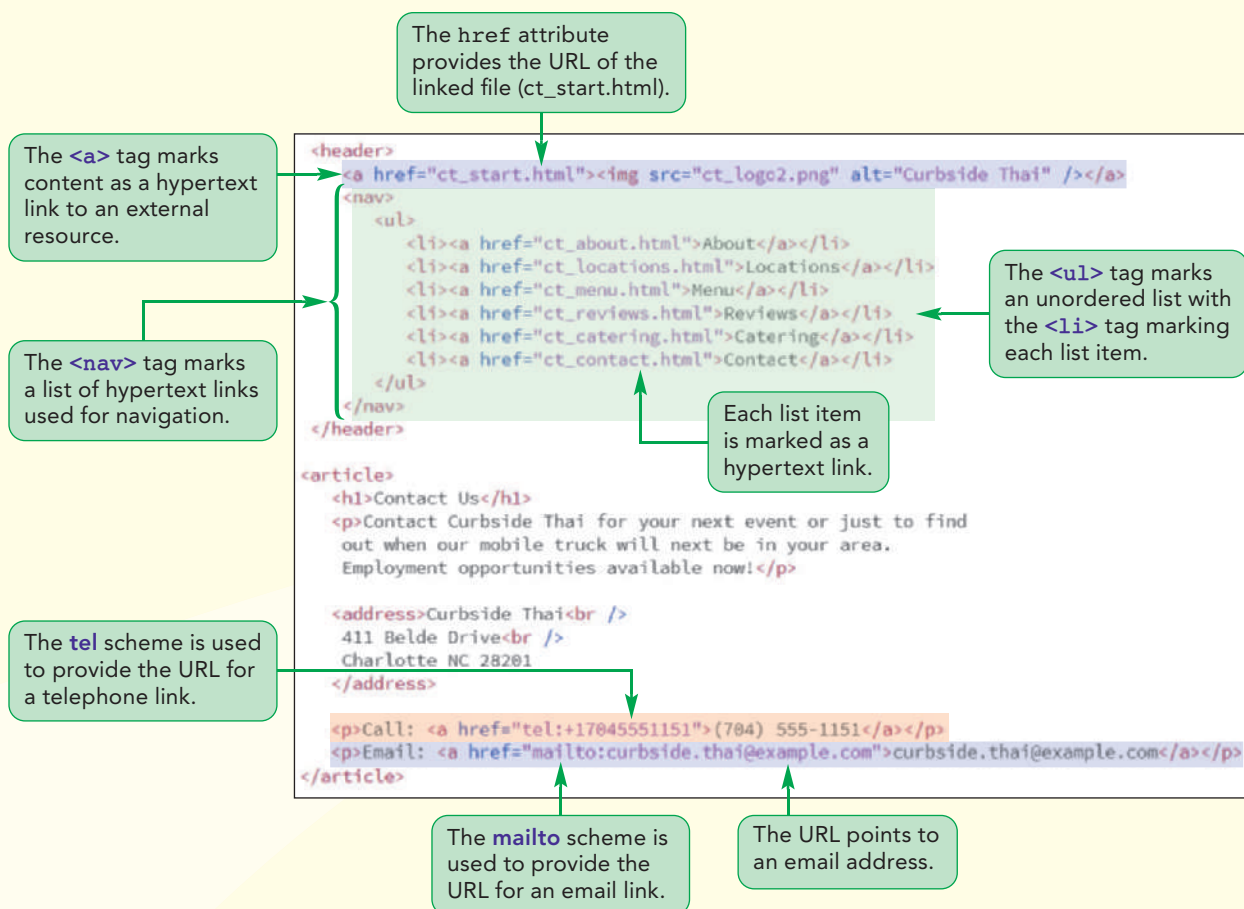 The href attribute
provides the URL of the
linked file (ct_start.html).
The <a> tag marks
content as a hypertext
link to an external
resource.
The <nav> tag marks
a list of hypertext links
used for navigation.
<header>
<a href="ct_start.html"><img src="ct_logo2.png" alt="Curbside Thai" /></a>
<nav>
<ul>
<li><a href="ct_about.html">About</a></li>
<li><a href="ct_locations.html">Locations</a></li>
<li><a href="ct_menu.html">Menu</a></li>
<li><a href="ct_reviews.html">Reviews</a></li>
<li><a href="ct_catering.html">Catering</a></li>
<li><a href="ct_contact.html">Contact</a></li>
</ul>
</nav>
</header>
The <ul> tag marks
an unordered list with
the <li> tag marking
each list item.
Each list item
is marked as a
hypertext link.
<article>
<h1>Contact Us</h1>
<p>Contact Curbside Thai for your next event or just to find
out when our mobile truck will next be in your area.
Employment opportunities available now!</p>
<address>Curbside Thai<br />
411 Belde Drive<br />
Charlotte NC 28201
</address>
The tel scheme is used
to provide the URL for
a telephone link.
<p>Call: <a href="tel:+17045551151">(704) 555-1151</a></p>
<p>Email: <a href="mailto:curbside.thai@example.com">curbside.thai@example.com</a></p>
</article>
The mailto scheme is
used to provide the
URL for an email link.
The URL points to
an email address.